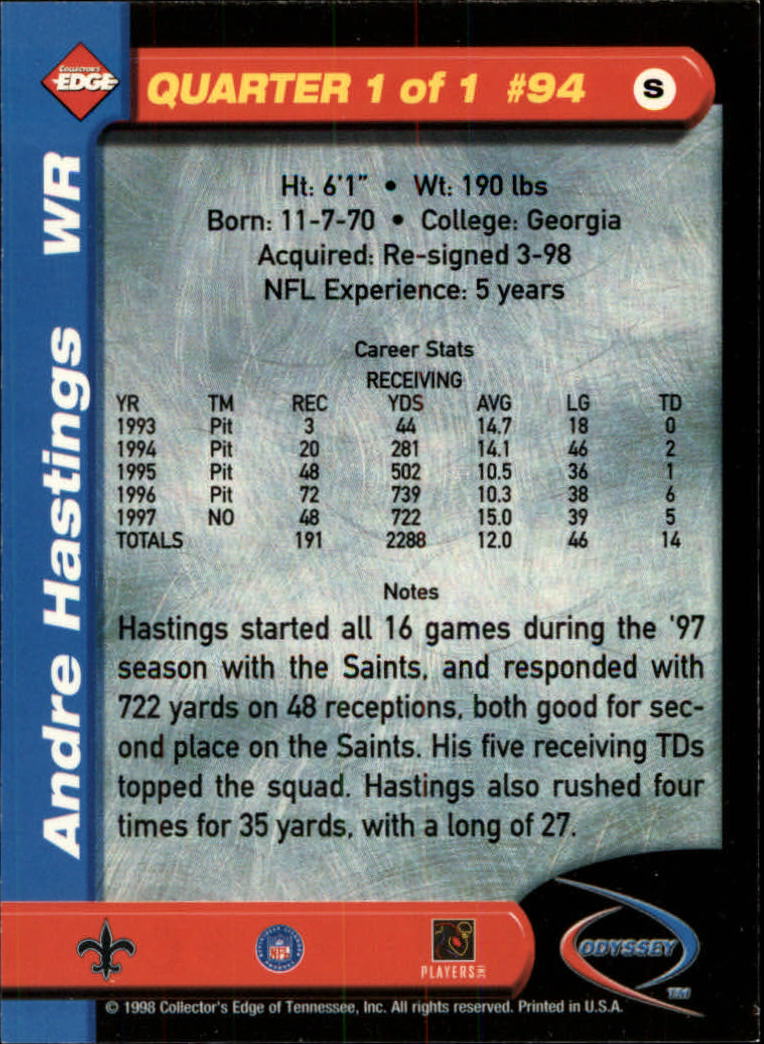 COLLECTOR'S
EDGE
QUARTER 1 of 1 #94
S
Andre Hastings WR
Ht: 6'1" • Wt: 190 lbs
Born: 11-7-70 • College: Georgia
Acquired: Re-signed 3-98
NFL Experience: 5 years
Career Stats
RECEIVING
YR TM REC YDS AVG LG TD
1993 Pit 3 44 14.7 18 0
1994 Pit 20 281 14.1 46 2
1995 Pit 48 502 10.5 36 1
1996 Pit 72 739 10.3 38 6
1997 NO 48 722 15.0 39 5
TOTALS 191 2288 12.0 46 14
Notes
Hastings started all 16 games during the '97
season with the Saints, and responded with
722 yards on 48 receptions, both good for sec-
ond place on the Saints. His five receiving TDs
topped the squad. Hastings also rushed four
times for 35 yards, with a long of 27.
NFL
PLAYERS INC
ODYSSEY
TM
© 1998 Collector's Edge of Tennessee, Inc. All rights reserved. Printed in U.S.A.